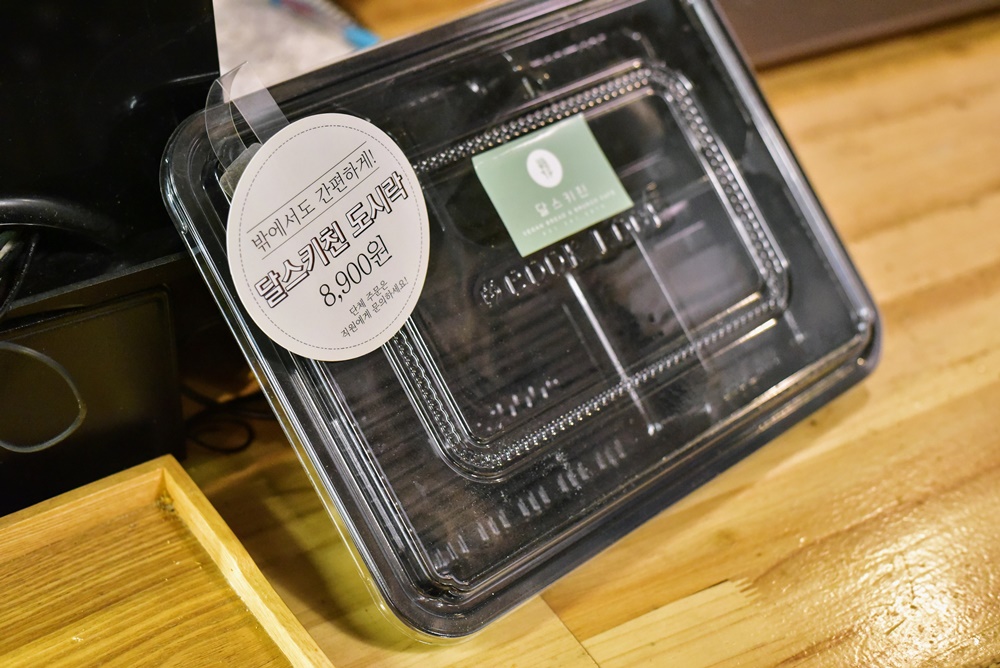 밖에서도 간편하게!
달스키친 도시락
8,900원
단체 주문은
직원에게 문의하세요!
달스키친
GOOD FOOD